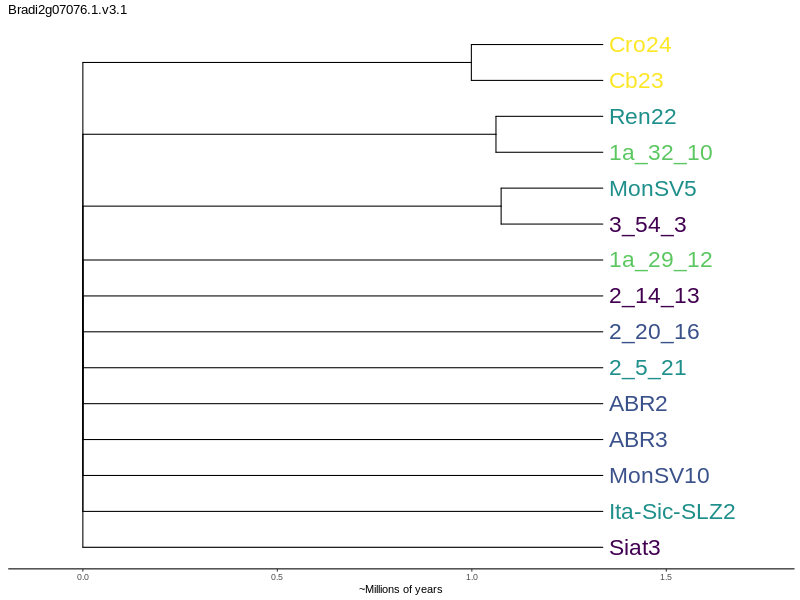 Bradi2g07076.1.v3.1
Cro24
Cb23
Ren22
1a_32_10
MonSV5
3_54_3
1a_29_12
2_14_13
2_20_16
2_5_21
ABR2
ABR3
MonSV10
Ita-Sic-SLZ2
Siat3
0.0 0.5 1.0 1.5
~Millions of years